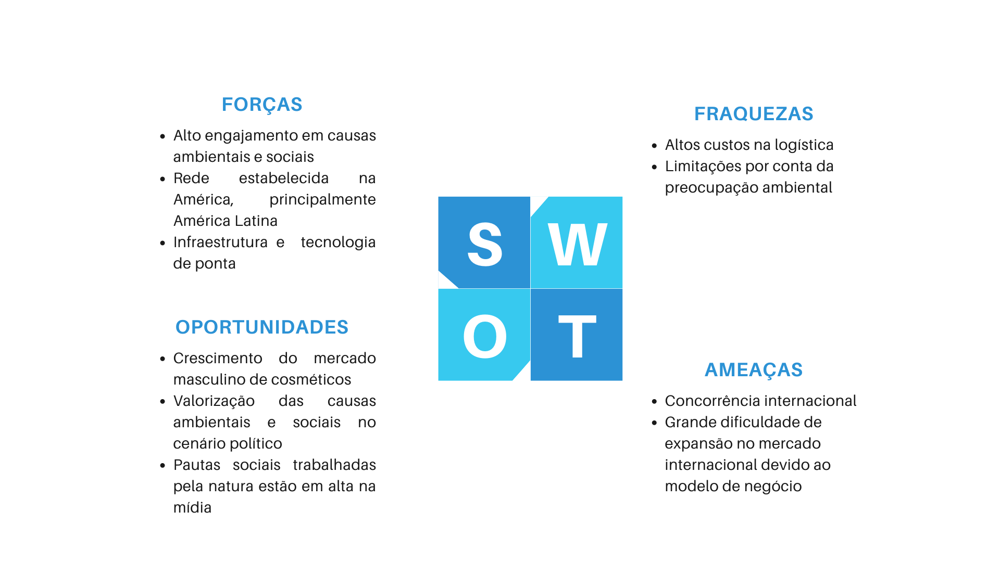 FORÇAS
• Alto engajamento em causas
ambientais e sociais
• Rede estabelecida na
América, principalmente
América Latina
• Infraestrutura e tecnologia
de ponta
FRAQUEZAS
• Altos custos na logística
• Limitações por conta da
preocupação ambiental
S W
O T
OPORTUNIDADES
• Crescimento do mercado
masculino de cosméticos
• Valorização das causas
ambientais e sociais no
cenário político
• Pautas sociais trabalhadas
pela natura estão em alta na
mídia
AMEAÇAS
• Concorrência internacional
• Grande dificuldade de
expansão no mercado
internacional devido ao
modelo de negócio